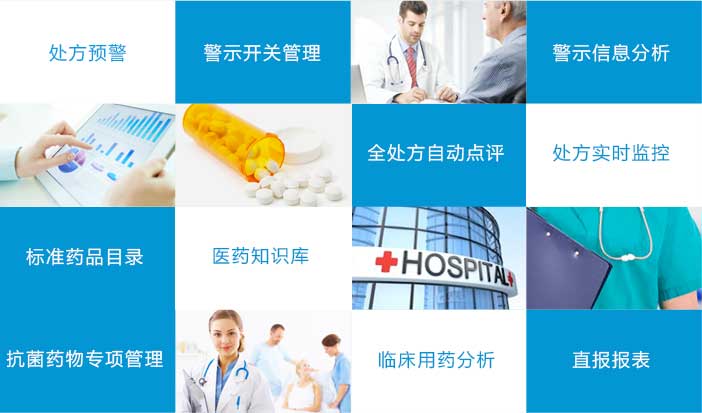 处方预警
警示开关管理
警示信息分析
全处方自动点评
处方实时监控
标准药品目录
医药知识库
HOSPITAL
抗菌药物专项管理
临床用药分析
直报报表